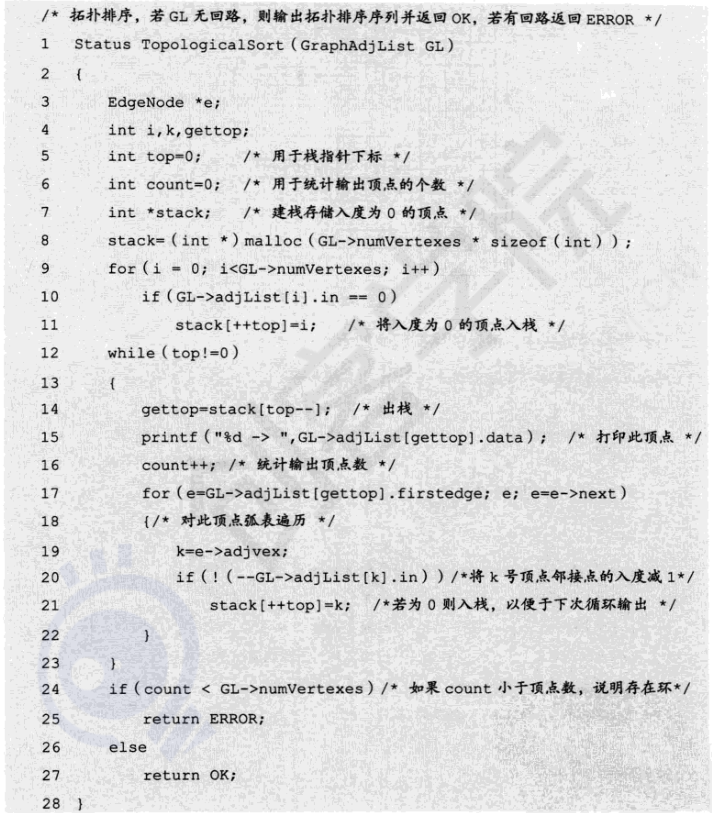 /* 拓扑排序，若 GL 无回路，则输出拓扑排序序列并返回 OK，若有回路返回 ERROR */
1 Status TopologicalSort（GraphAdjList GL）
2 {
3 EdgeNode *e;
4 int i,k,gettop;
5 int top=0; /* 用于栈指针下标 */
6 int count=0; /* 用于统计输出顶点的个数 */
7 int *stack; /* 建栈存储入度为 0 的顶点 */
8 stack=（int *）malloc（GL->numVertexes * sizeof（int））;
9 for（i = 0; i<GL->numVertexes; i++）
10 if（GL->adjList[i].in == 0）
11 stack[++top]=i; /* 将入度为 0 的顶点入栈 */
12 while（top!=0）
13 {
14 gettop=stack[top--]; /* 出栈 */
15 printf（"%d -> ",GL->adjList[gettop].data）; /* 打印此顶点 */
16 count++; /* 统计输出顶点数 */
17 for（e=GL->adjList[gettop].firstedge; e; e=e->next）
18 {/* 对此顶点弧表遍历 */
19 k=e->adjvex;
20 if（!（--GL->adjList[k].in））/*将 k 号顶点邻接点的入度减 1*/
21 stack[++top]=k; /*若为 0 则入栈，以便于下次循环输出 */
22 }
23 }
24 if（count < GL->numVertexes）/* 如果 count 小于顶点数，说明存在环*/
25 return ERROR;
26 else
27 return OK;
28 }